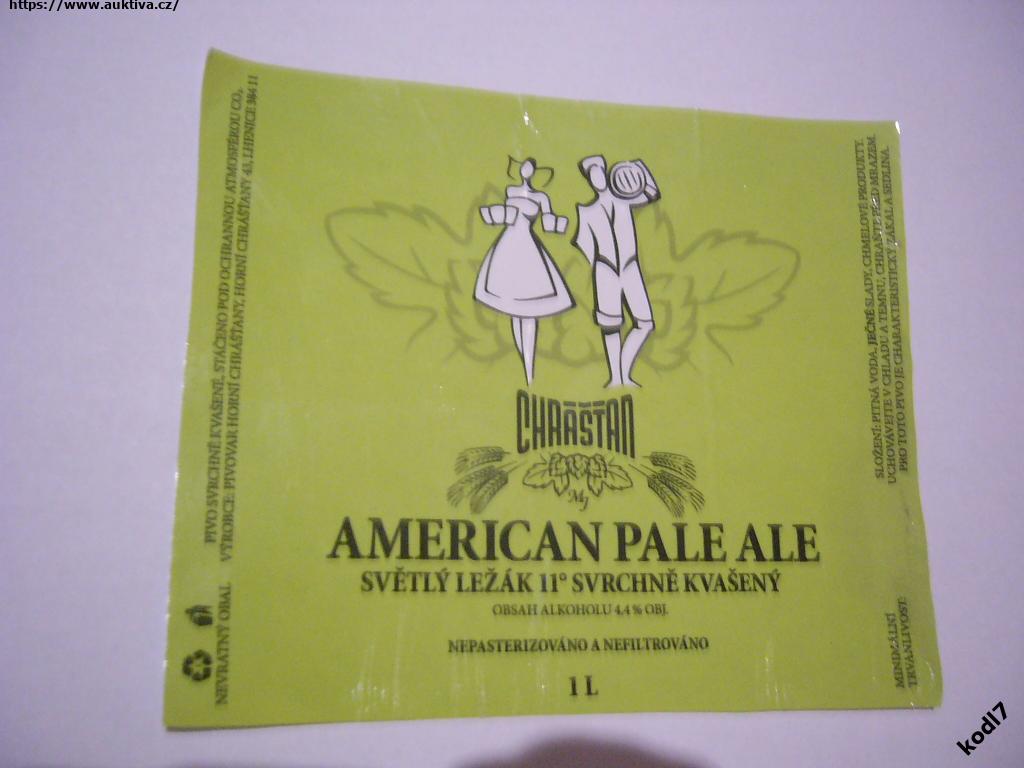 https://www.auktiva.cz/
PIVO SVRCHNĚ KVAŠENÉ, STÁČENO POD OCHRANNOU ATMOSFÉROU CO₂.
VÝROBCE: PIVOVAR HORNÍ CHRÁŠŤANY, HORNÍ CHRÁŠŤANY 43, LHENICE 384 11
NEVRATNÝ OBAL
CHRÁŠŤAN
AMERICAN PALE ALE
SVĚTLÝ LEŽÁK 11° SVRCHNĚ KVAŠENÝ
OBSAH ALKOHOLU 4,4 % OBJ.
NEPASTERIZOVÁNO A NEFILTROVÁNO
1 L
SLOŽENÍ: PITNÁ VODA, JEČNÉ SLADY, CHMELOVÉ PRODUKTY.
UCHOVÁVEJTE V CHLADU A TEMNU, CHRAŇTE PŘED MRAZEM.
PRO TOTO PIVO JE CHARAKTERISTICKÝ ZÁKAL A SEDLINA.
MINIMÁLNÍ
TRVANLIVOST:
kodl7